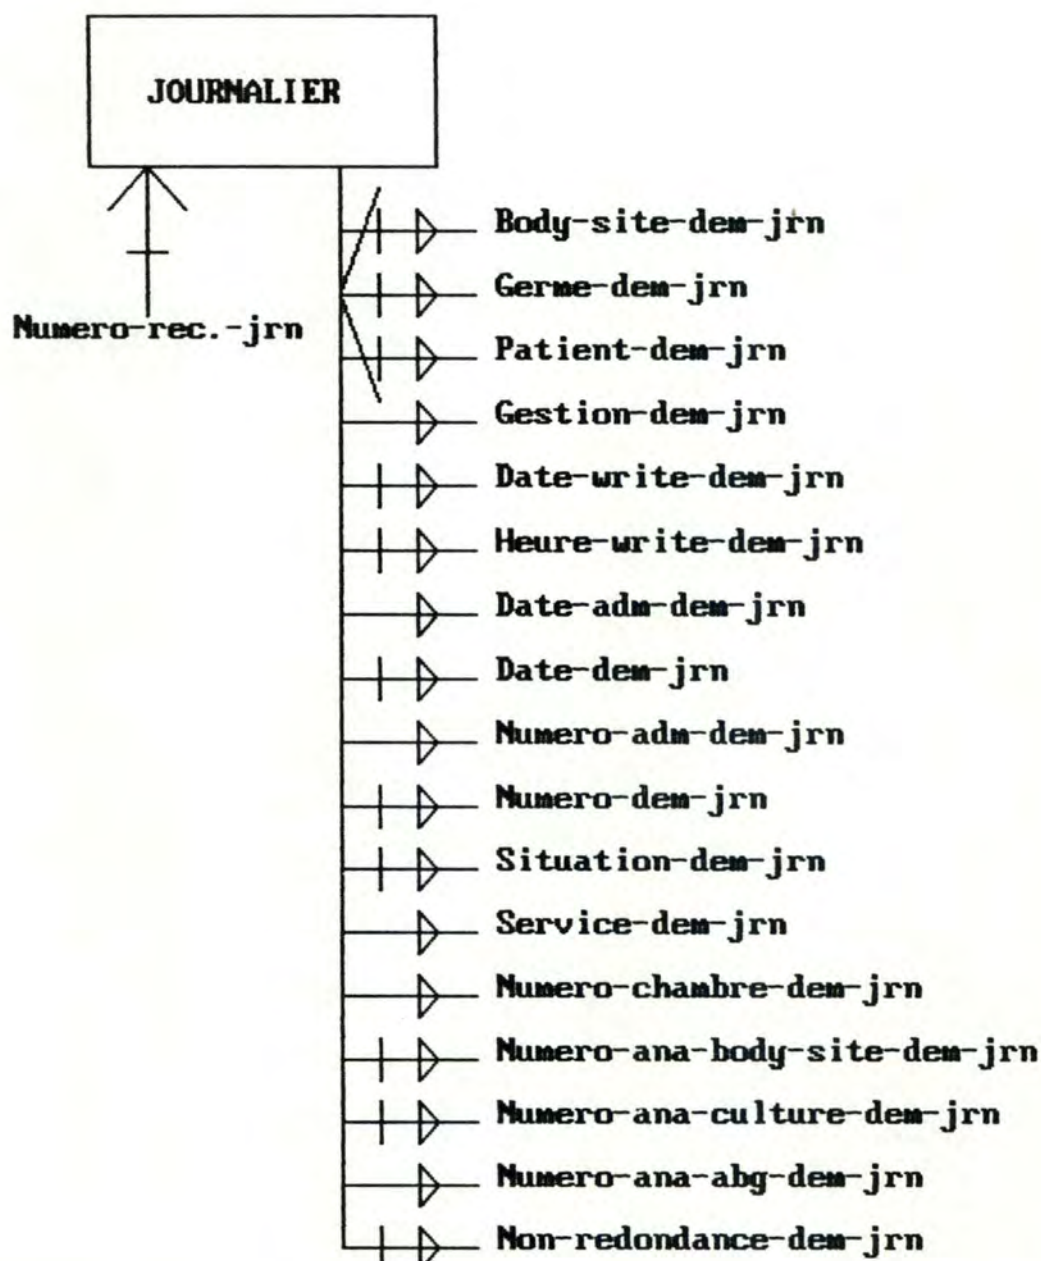 JOURNALIER
Body-site-dem-jrn
Germe-dem-jrn
Numero-rec.-jrn
Patient-dem-jrn
Gestion-dem-jrn
Date-write-dem-jrn
Heure-write-dem-jrn
Date-adm-dem-jrn
Date-dem-jrn
Numero-adm-dem-jrn
Numero-dem-jrn
Situation-dem-jrn
Service-dem-jrn
Numero-chambre-dem-jrn
Numero-ana-body-site-dem-jrn
Numero-ana-culture-dem-jrn
Numero-ana-abg-dem-jrn
Non-redondance-dem-jrn